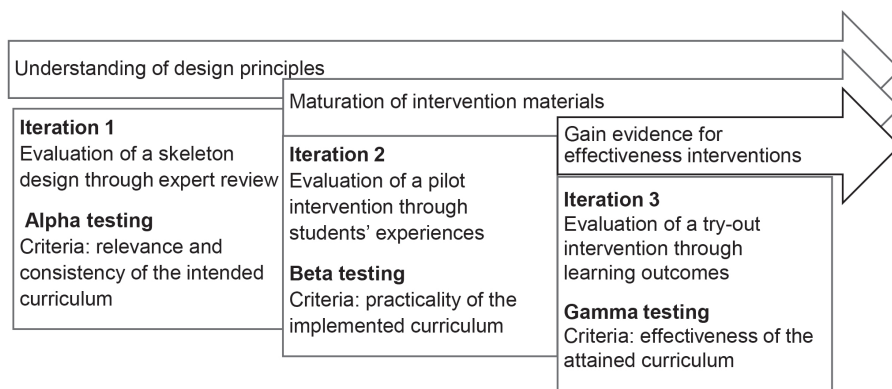 Understanding of design principles
Maturation of intervention materials
Gain evidence for
effectiveness interventions
Iteration 1
Evaluation of a skeleton
design through expert review
Alpha testing
Criteria: relevance and
consistency of the intended
curriculum
Iteration 2
Evaluation of a pilot
intervention through
students’ experiences
Beta testing
Criteria: practicality of the
implemented curriculum
Iteration 3
Evaluation of a try-out
intervention through
learning outcomes
Gamma testing
Criteria: effectiveness of the
attained curriculum